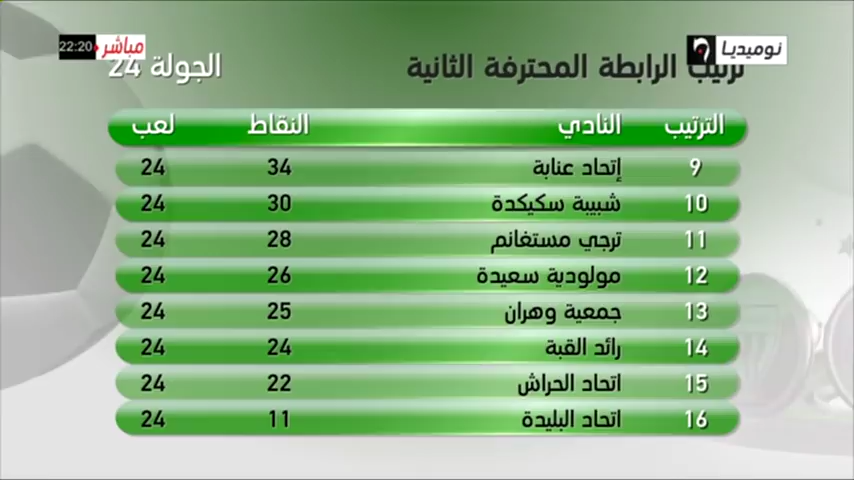 نوميديا
مباشر 22:20
ترتيب الرابطة المحترفة الثانية الجولة 24
الترتيب النادي النقاط لعب
9 إتحاد عنابة 34 24
10 شبيبة سكيكدة 30 24
11 ترجي مستغانم 28 24
12 مولودية سعيدة 26 24
13 جمعية وهران 25 24
14 رائد القبة 24 24
15 اتحاد الحراش 22 24
16 اتحاد البليدة 11 24